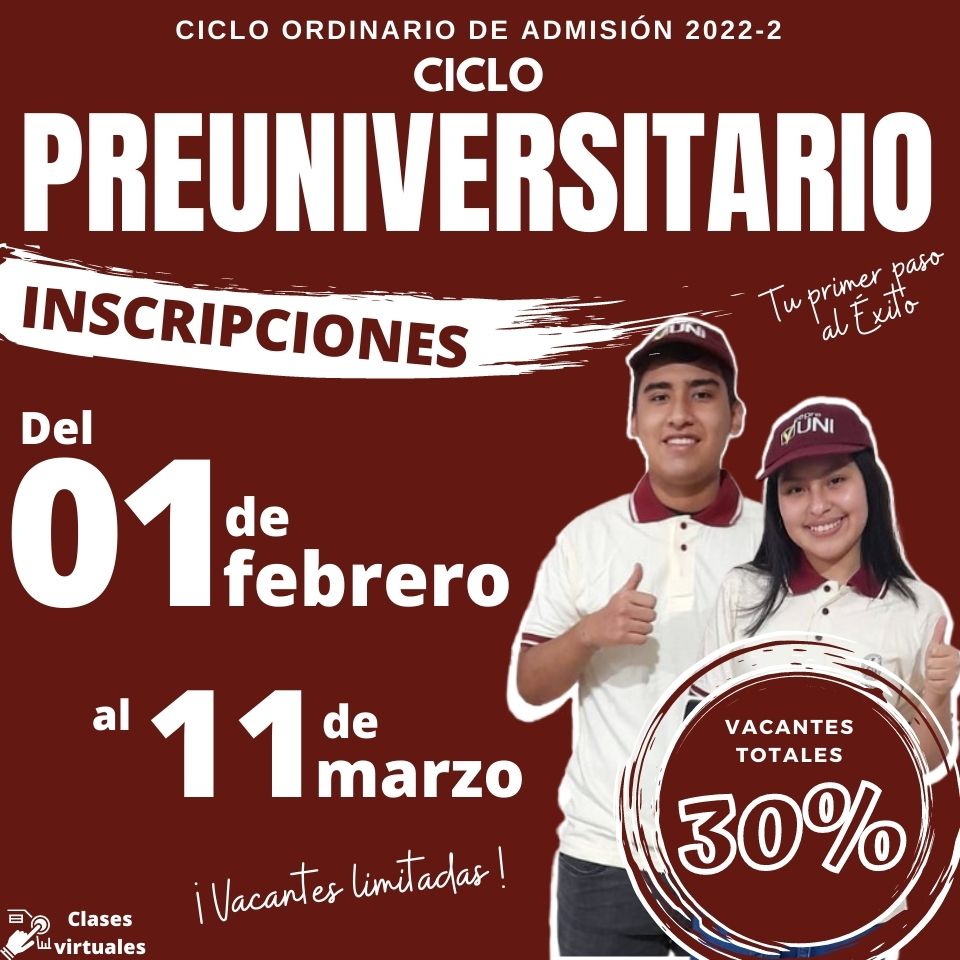 CICLO ORDINARIO DE ADMISIÓN 2022-2
CICLO
PREUNIVERSITARIO
INSCRIPCIONES
Tu primer paso
al Éxito
UNI
cepre
UNI
Del
01 de
febrero
al 11 de
marzo
VACANTES
TOTALES
30%
¡Vacantes limitadas!
Clases
virtuales